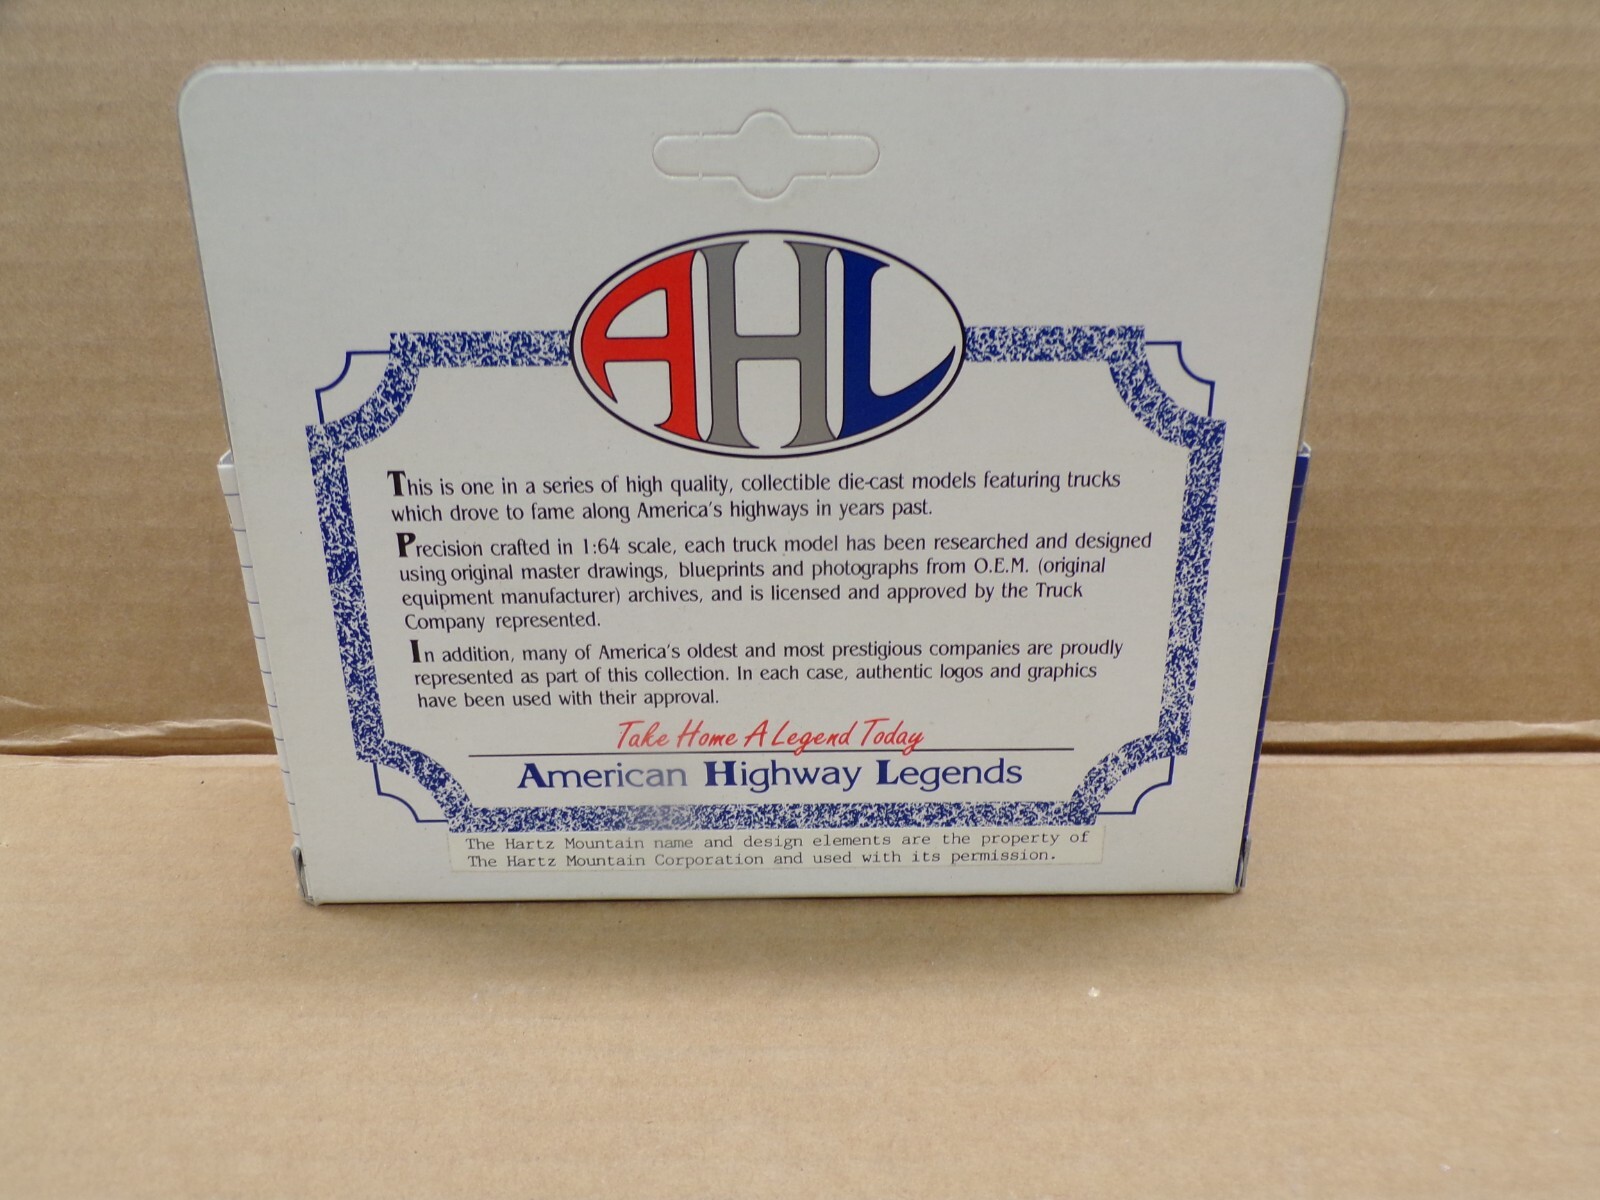 AHL
This is one in a series of high quality, collectible die-cast models featuring trucks
which drove to fame along America's highways in years past.
Precision crafted in 1:64 scale, each truck model has been researched and designed
using original master drawings, blueprints and photographs from O.E.M. (original
equipment manufacturer) archives, and is licensed and approved by the Truck
Company represented.
In addition, many of America's oldest and most prestigious companies are proudly
represented as part of this collection. In each case, authentic logos and graphics
have been used with their approval.
Take Home A Legend Today
American Highway Legends
The Hartz Mountain name and design elements are the property of
The Hartz Mountain Corporation and used with its permission.